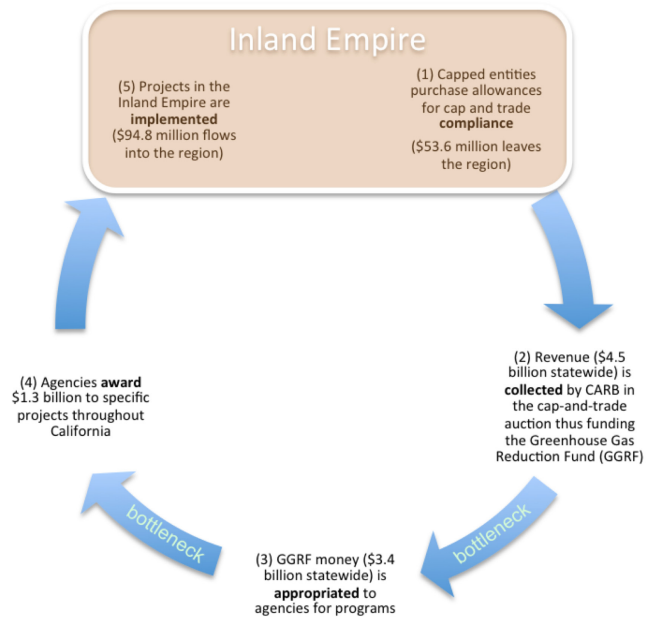 Inland Empire
(1) Capped entities
purchase allowances
for cap and trade
compliance
($53.6 million leaves
the region)
(2) Revenue ($4.5
billion statewide) is
collected by CARB in
the cap-and-trade
auction thus funding
the Greenhouse Gas
Reduction Fund (GGRF)
bottleneck
(3) GGRF money ($3.4
billion statewide) is
appropriated to
agencies for programs
bottleneck
(4) Agencies award
$1.3 billion to specific
projects throughout
California
(5) Projects in the
Inland Empire are
implemented
($94.8 million flows
into the region)